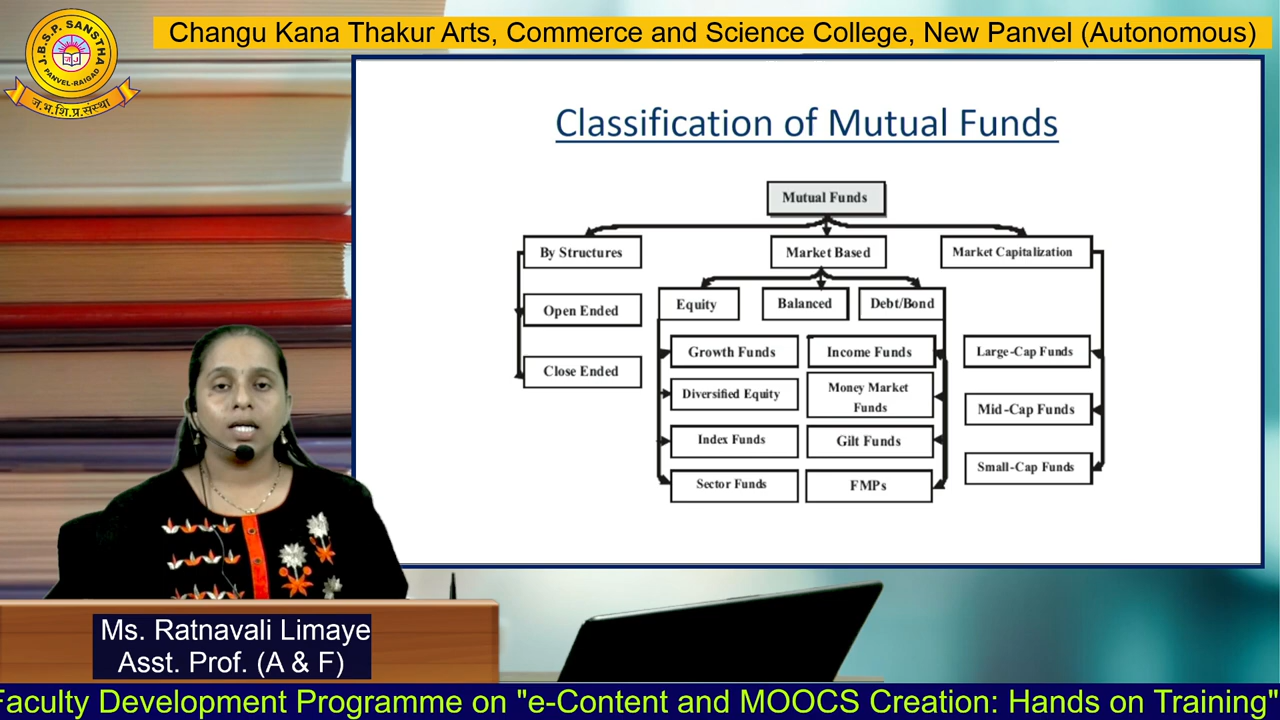 J.B.S.P. SANSTHA
PANVEL-RAIGAD
ज.भ.शि.प्र.संस्था
Changu Kana Thakur Arts, Commerce and Science College, New Panvel (Autonomous)
Classification of Mutual Funds
Mutual Funds
By Structures
Market Based
Market Capitalization
Open Ended
Close Ended
Equity
Balanced
Debt/Bond
Growth Funds
Diversified Equity
Index Funds
Sector Funds
Income Funds
Money Market
Funds
Gilt Funds
FMPs
Large-Cap Funds
Mid-Cap Funds
Small-Cap Funds
Ms. Ratnavali Limaye
Asst. Prof. (A & F)
Faculty Development Programme on "e-Content and MOOCS Creation: Hands on Training"